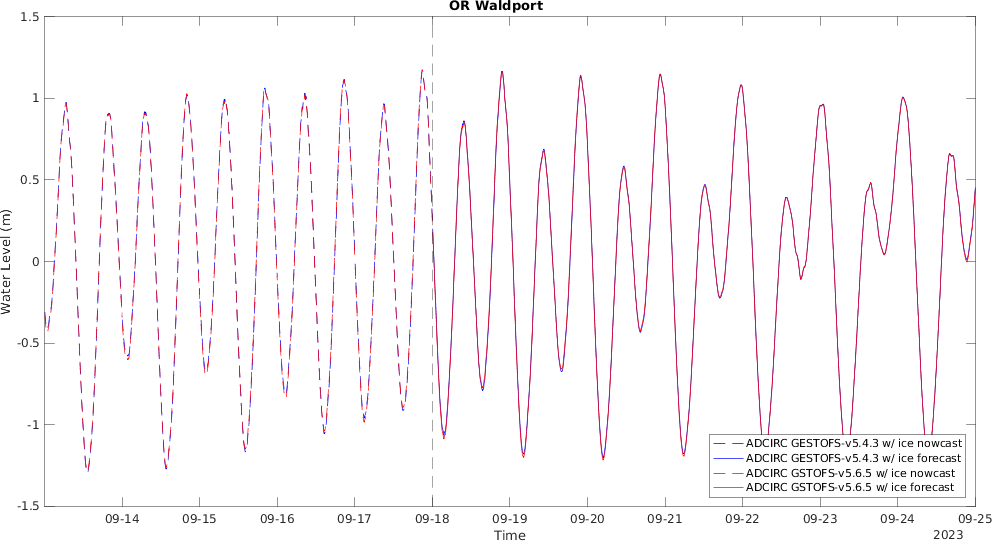 OR Waldport
1.5
1
0.5
0
-0.5
-1
-1.5
Water Level (m)
09-14 09-15 09-16 09-17 09-18 09-19 09-20 09-21 09-22 09-23 09-24 09-25
Time
2023
ADCIRC GESTOFS-v5.4.3 w/ ice nowcast
ADCIRC GESTOFS-v5.4.3 w/ ice forecast
ADCIRC GSTOFS-v5.6.5 w/ ice nowcast
ADCIRC GSTOFS-v5.6.5 w/ ice forecast